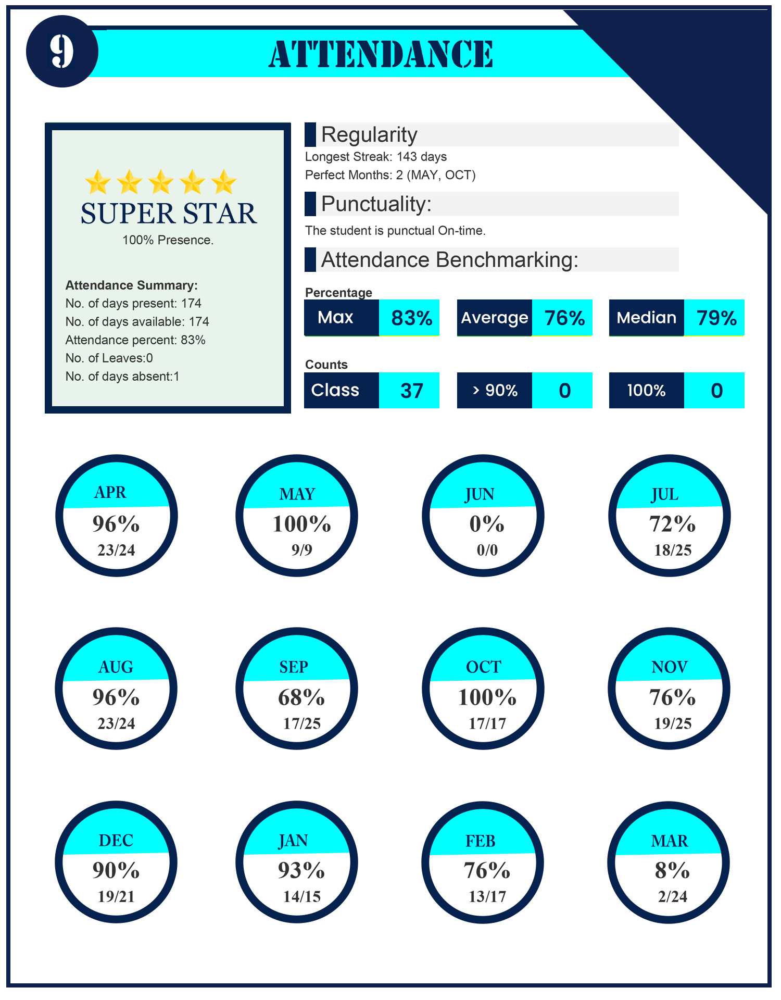 9
ATTENDANCE
SUPER STAR
100% Presence.
Attendance Summary:
No. of days present: 174
No. of days available: 174
Attendance percent: 83%
No. of Leaves:0
No. of days absent:1
Regularity
Longest Streak: 143 days
Perfect Months: 2 (MAY, OCT)
Punctuality:
The student is punctual On-time.
Attendance Benchmarking:
Percentage
Max 83% Average 76% Median 79%
Counts
Class 37 > 90% 0 100% 0
APR MAY JUN JUL
96% 100% 0% 72%
23/24 9/9 0/0 18/25
AUG SEP OCT NOV
96% 68% 100% 76%
23/24 17/25 17/17 19/25
DEC JAN FEB MAR
90% 93% 76% 8%
19/21 14/15 13/17 2/24